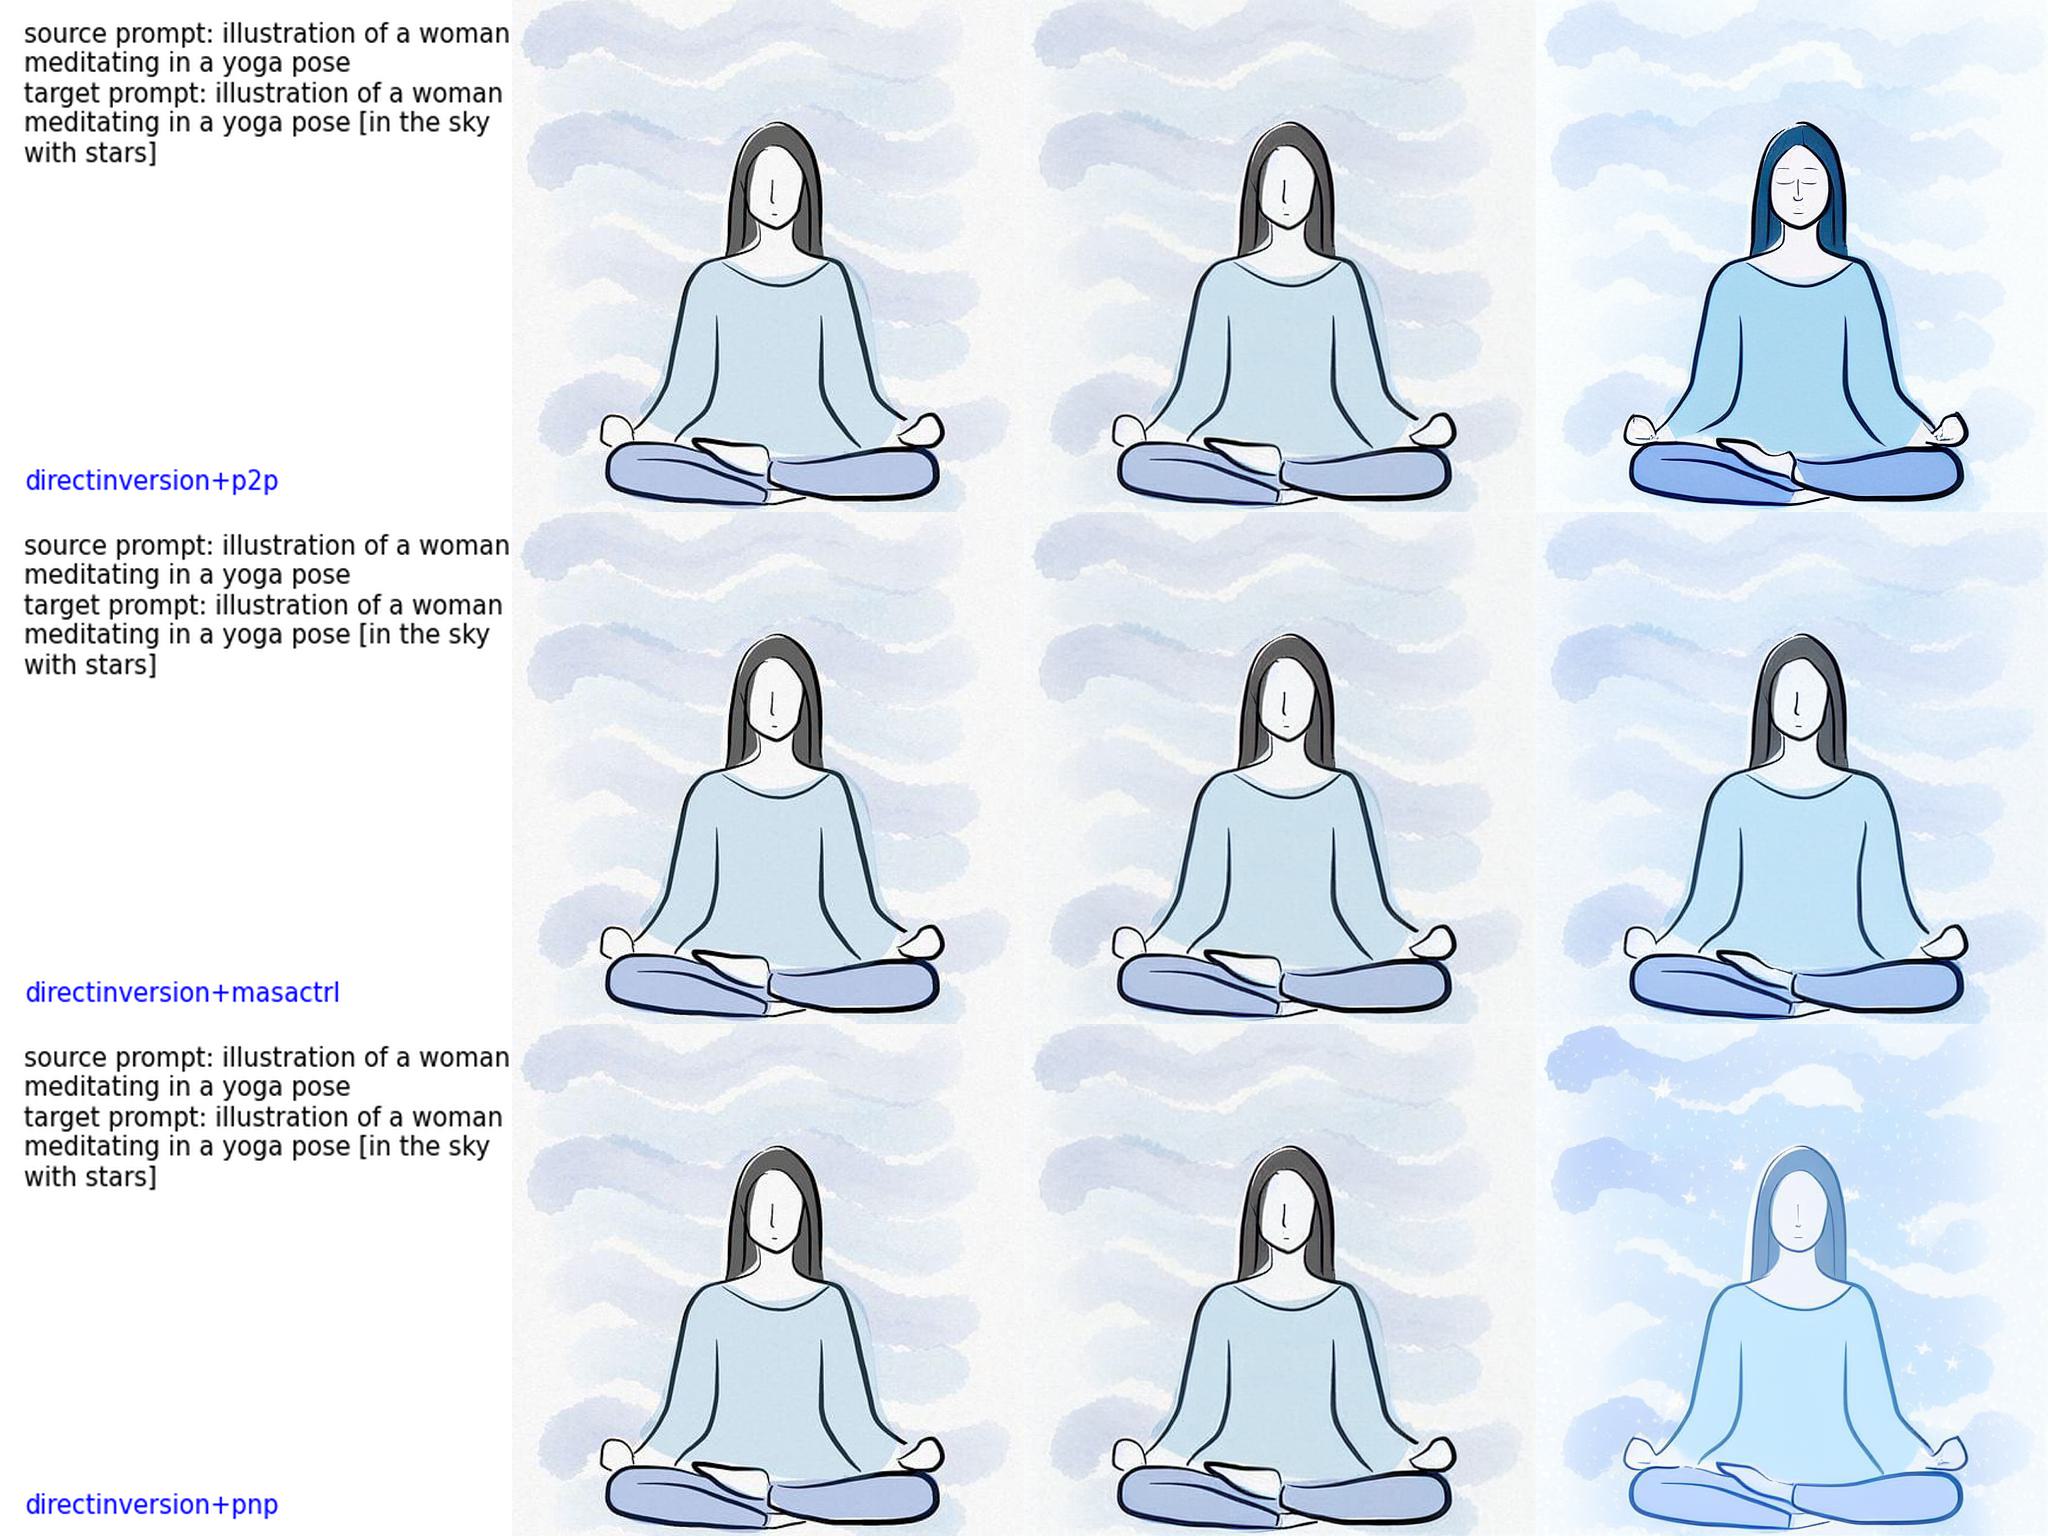 source prompt: illustration of a woman
meditating in a yoga pose
target prompt: illustration of a woman
meditating in a yoga pose [in the sky
with stars]
directinversion+p2p
source prompt: illustration of a woman
meditating in a yoga pose
target prompt: illustration of a woman
meditating in a yoga pose [in the sky
with stars]
directinversion+masactrl
source prompt: illustration of a woman
meditating in a yoga pose
target prompt: illustration of a woman
meditating in a yoga pose [in the sky
with stars]
directinversion+pnp